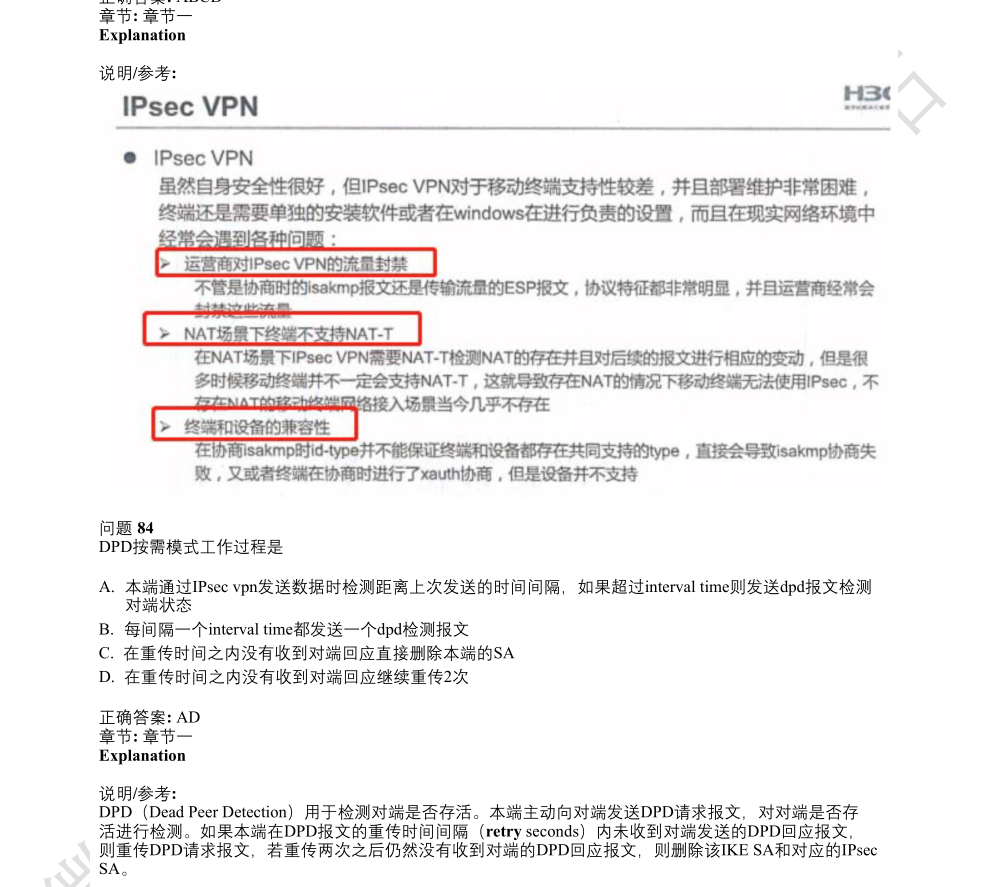 正确答案: ABCD
章节: 章节一
Explanation
说明/参考:
H3C
IPsec VPN
IPsec VPN
虽然自身安全性很好，但IPsec VPN对于移动终端支持性较差，并且部署维护非常困难，
终端还是需要单独的安装软件或者在windows在进行负责的设置，而且在现实网络环境中
经常会遇到各种问题：
运营商对IPsec VPN的流量封禁
不管是协商时的isakmp报文还是传输流量的ESP报文，协议特征都非常明显，并且运营商经常会
封禁这些流量
NAT场景下终端不支持NAT-T
在NAT场景下IPsec VPN需要NAT-T检测NAT的存在并且对后续的报文进行相应的变动，但是很
多时候移动终端并不一定会支持NAT-T，这就导致存在NAT的情况下移动终端无法使用IPsec，不
存在NAT的移动终端网络接入场景当今几乎不存在
终端和设备的兼容性
在协商isakmp时id-type并不能保证终端和设备都存在共同支持的type，直接会导致isakmp协商失
败，又或者终端在协商时进行了xauth协商，但是设备并不支持
问题 84
DPD按需模式工作过程是
A. 本端通过IPsec vpn发送数据时检测距离上次发送的时间间隔，如果超过interval time则发送dpd报文检测
对端状态
B. 每间隔一个interval time都发送一个dpd检测报文
C. 在重传时间之内没有收到对端回应直接删除本端的SA
D. 在重传时间之内没有收到对端回应继续重传2次
正确答案: AD
章节: 章节一
Explanation
说明/参考:
DPD（Dead Peer Detection）用于检测对端是否存活。本端主动向对端发送DPD请求报文，对对端是否存
活进行检测。如果本端在DPD报文的重传时间间隔（retry seconds）内未收到对端发送的DPD回应报文，
则重传DPD请求报文，若重传两次之后仍然没有收到对端的DPD回应报文，则删除该IKE SA和对应的IPsec
SA。